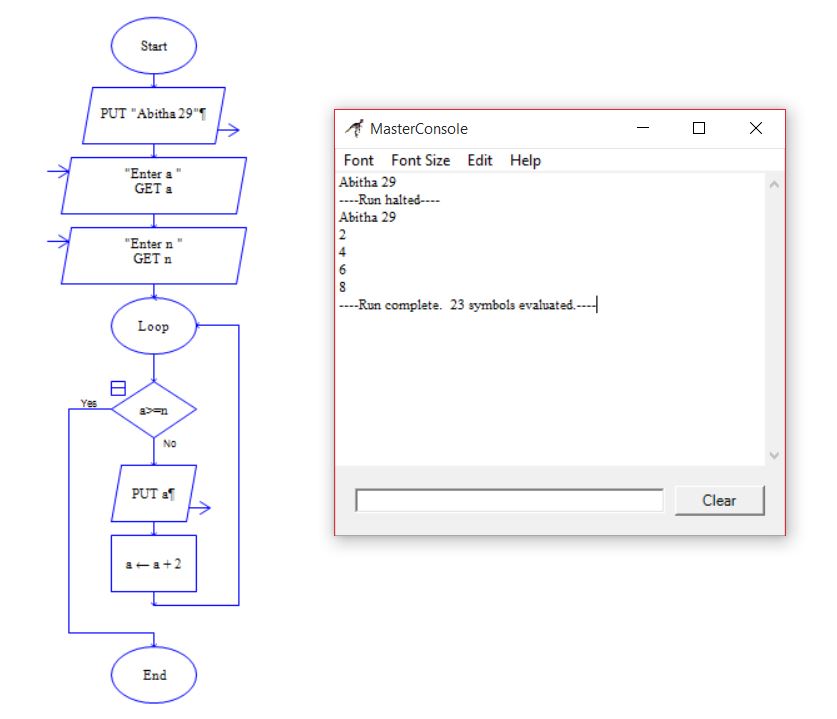 Start
PUT "Abitha 29"¶
"Enter a "
GET a
"Enter n "
GET n
Loop
Yes
a>=n
No
PUT a¶
a ← a + 2
End
MasterConsole
Font Font Size Edit Help
Abitha 29
----Run halted----
Abitha 29
2
4
6
8
----Run complete.  23 symbols evaluated.----
Clear